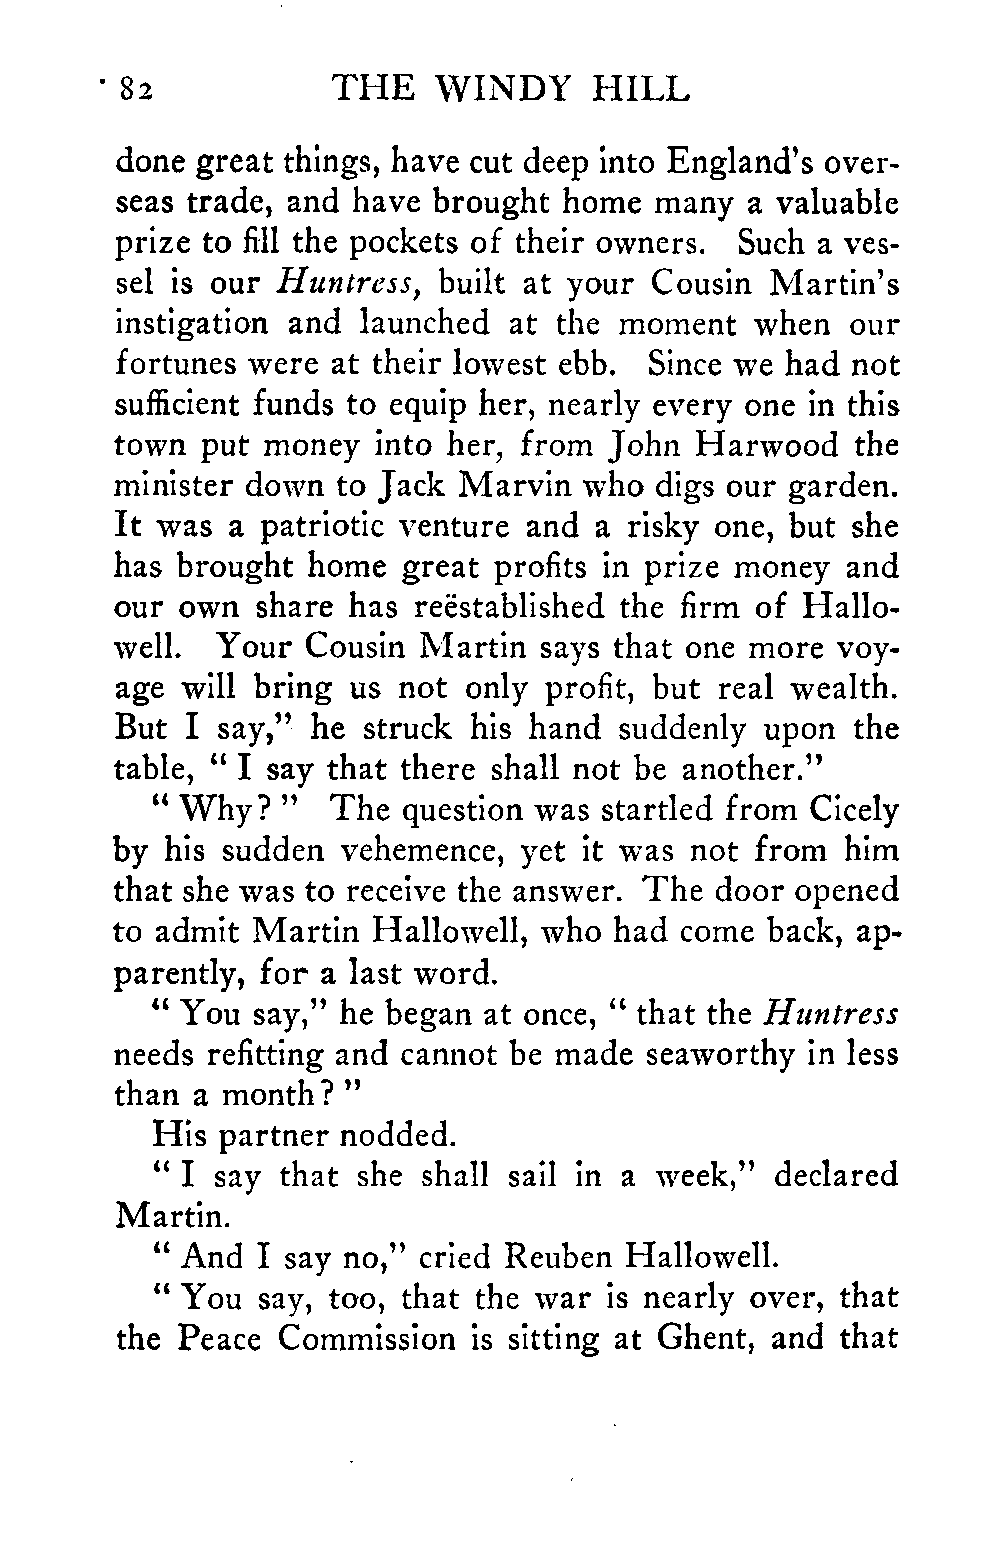 82 THE WINDY HILL
done great things, have cut deep into England's over-
seas trade, and have brought home many a valuable
prize to fill the pockets of their owners. Such a ves-
sel is our Huntress, built at your Cousin Martin's
instigation and launched at the moment when our
fortunes were at their lowest ebb. Since we had not
sufficient funds to equip her, nearly every one in this
town put money into her, from John Harwood the
minister down to Jack Marvin who digs our garden.
It was a patriotic venture and a risky one, but she
has brought home great profits in prize money and
our own share has reëstablished the firm of Hallo-
well. Your Cousin Martin says that one more voy-
age will bring us not only profit, but real wealth.
But I say," he struck his hand suddenly upon the
table, " I say that there shall not be another."
" Why? " The question was startled from Cicely
by his sudden vehemence, yet it was not from him
that she was to receive the answer. The door opened
to admit Martin Hallowell, who had come back, ap-
parently, for a last word.
" You say," he began at once, " that the Huntress
needs refitting and cannot be made seaworthy in less
than a month? "
His partner nodded.
" I say that she shall sail in a week," declared
Martin.
" And I say no," cried Reuben Hallowell.
" You say, too, that the war is nearly over, that
the Peace Commission is sitting at Ghent, and that